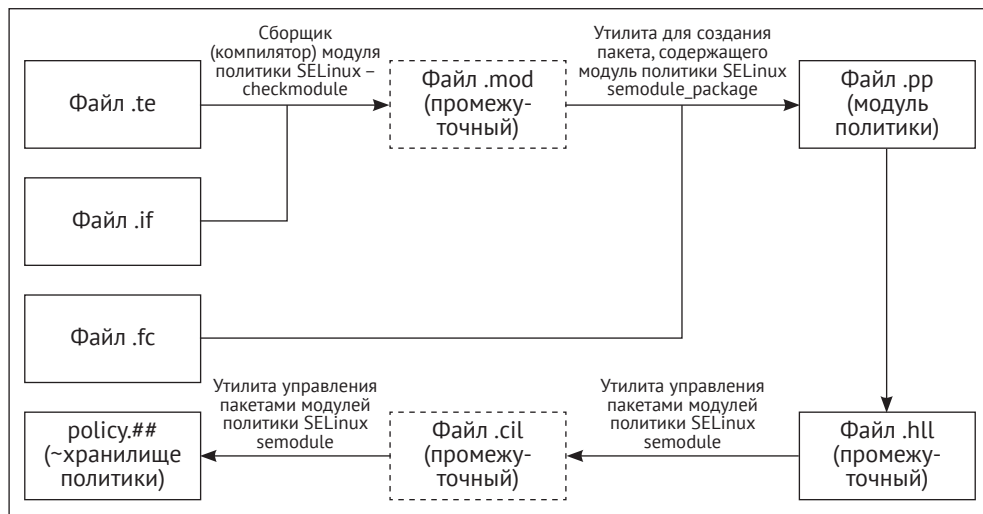 Сборщик
(компилятор) модуля
политики SELinux –
checkmodule
Утилита для создания
пакета, содержащего
модуль политики SELinux
semodule_package
Файл .te
Файл .mod
(промежу-
точный)
Файл .pp
(модуль
политики)
Файл .if
Файл .fc
Утилита управления
пакетами модулей
политики SELinux
semodule
Утилита управления
пакетами модулей
политики SELinux
semodule
policy.##
(~хранилище
политики)
Файл .cil
(промежу-
точный)
Файл .hll
(промежу-
точный)